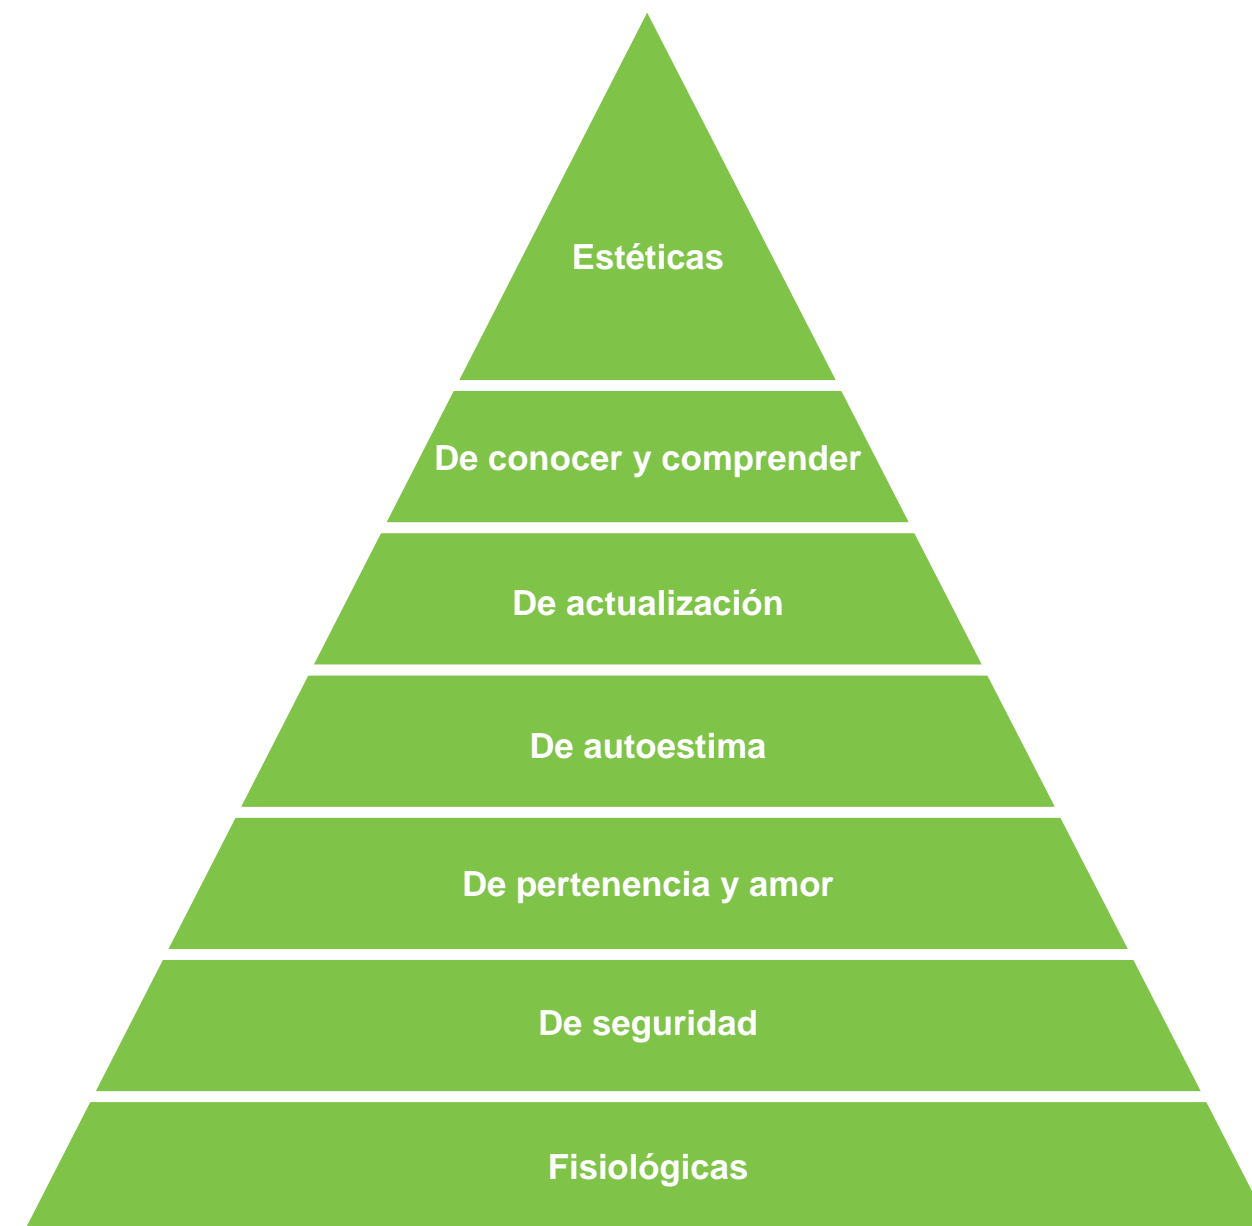 Estéticas
De conocer y comprender
De actualización
De autoestima
De pertenencia y amor
De seguridad
Fisiológicas